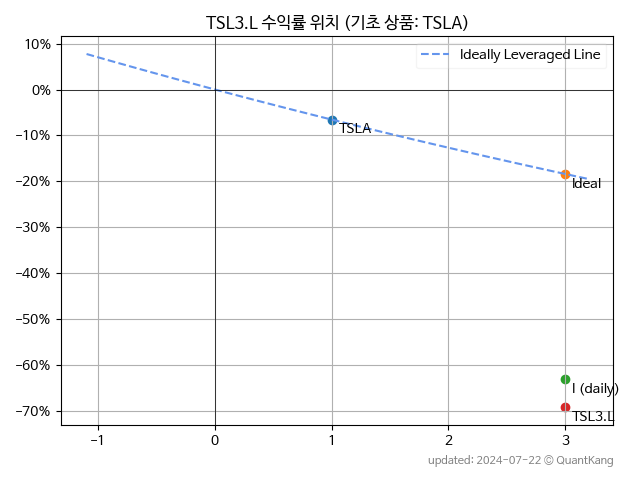 TSL3.L 수익률 위치 (기초 상품: TSLA)
Ideally Leveraged Line
10%
0%
−10%
−20%
−30%
−40%
−50%
−60%
−70%
TSLA
Ideal
I (daily)
TSL3.L
−1
0
1
2
3
updated: 2024-07-22 © QuantKang